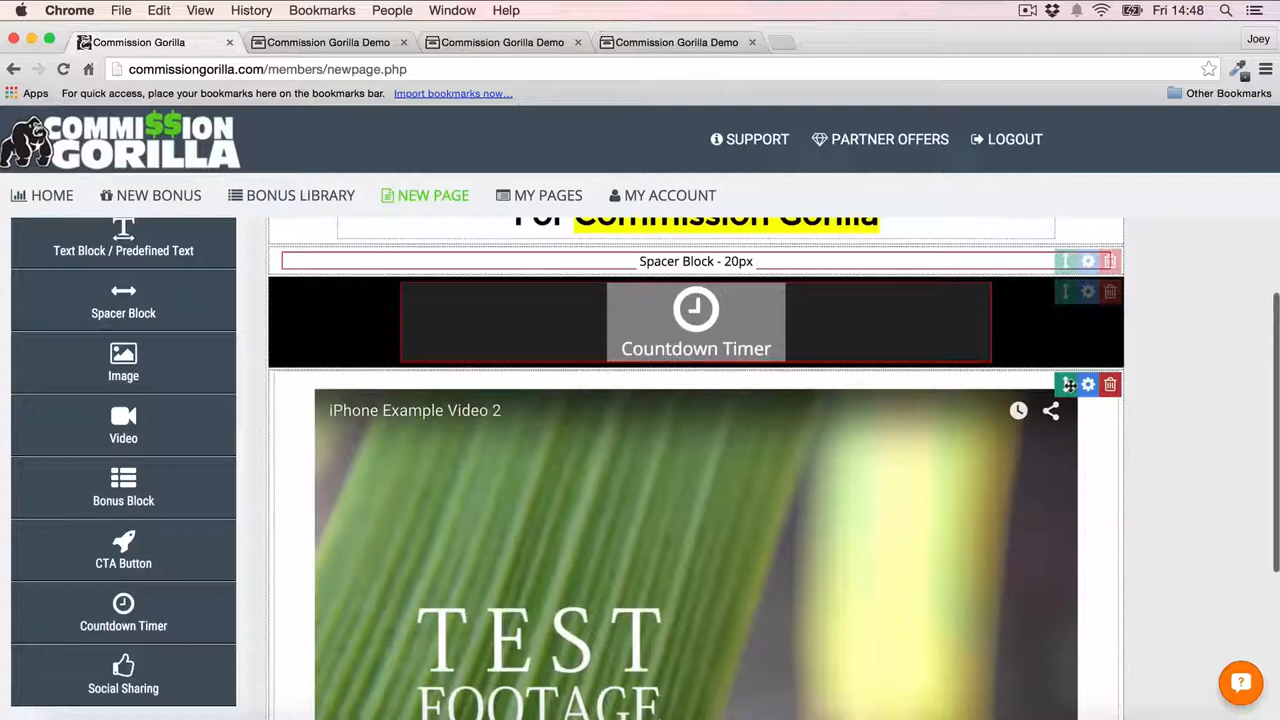 Chrome File Edit View History Bookmarks People Window Help Fri 14:48
Commission Gorilla Commission Gorilla Demo Commission Gorilla Demo Commission Gorilla Demo Joey
commissiongorilla.com/members/newpage.php
Apps For quick access, place your bookmarks here on the bookmarks bar. Import bookmarks now... Other Bookmarks
COMMI$$ION
GORILLA
SUPPORT PARTNER OFFERS LOGOUT
HOME NEW BONUS BONUS LIBRARY NEW PAGE MY PAGES MY ACCOUNT
For Commission Gorilla
Text Block / Predefined Text
Spacer Block - 20px
Spacer Block
Countdown Timer
Image
iPhone Example Video 2
Video
Bonus Block
CTA Button
Countdown Timer
TEST
Social Sharing
FOOTAGE